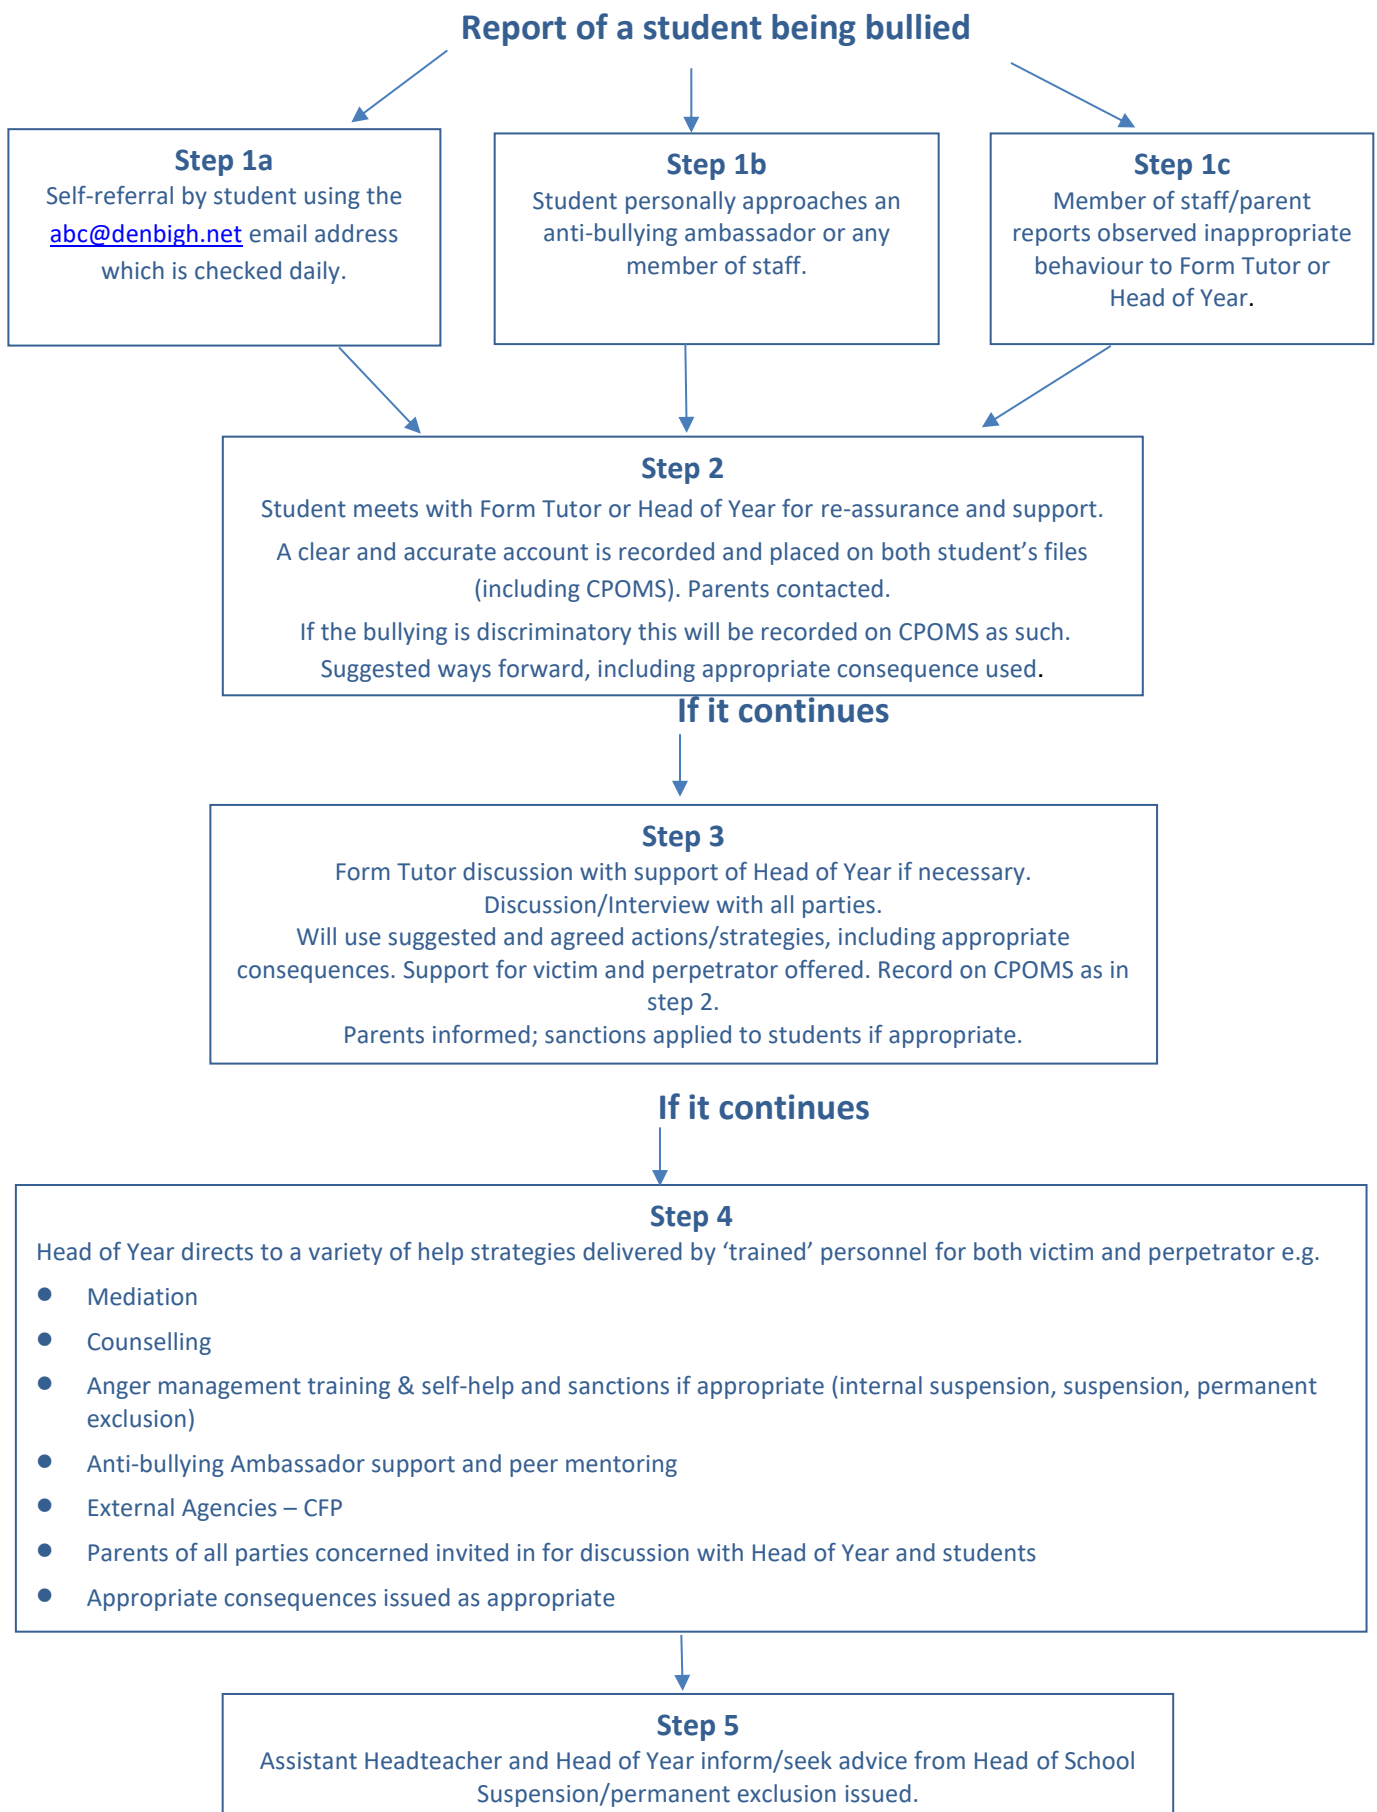 Report of a student being bullied
Step 1a
Self-referral by student using the
abc@denbigh.net email address
which is checked daily.
Step 1b
Student personally approaches an
anti-bullying ambassador or any
member of staff.
Step 1c
Member of staff/parent
reports observed inappropriate
behaviour to Form Tutor or
Head of Year.
Step 2
Student meets with Form Tutor or Head of Year for re-assurance and support.
A clear and accurate account is recorded and placed on both student’s files
(including CPOMS). Parents contacted.
If the bullying is discriminatory this will be recorded on CPOMS as such.
Suggested ways forward, including appropriate consequence used.
If it continues
Step 3
Form Tutor discussion with support of Head of Year if necessary.
Discussion/Interview with all parties.
Will use suggested and agreed actions/strategies, including appropriate
consequences. Support for victim and perpetrator offered. Record on CPOMS as in
step 2.
Parents informed; sanctions applied to students if appropriate.
If it continues
Step 4
Head of Year directs to a variety of help strategies delivered by ‘trained’ personnel for both victim and perpetrator e.g.
● Mediation
● Counselling
● Anger management training & self-help and sanctions if appropriate (internal suspension, suspension, permanent
exclusion)
● Anti-bullying Ambassador support and peer mentoring
● External Agencies – CFP
● Parents of all parties concerned invited in for discussion with Head of Year and students
● Appropriate consequences issued as appropriate
Step 5
Assistant Headteacher and Head of Year inform/seek advice from Head of School
Suspension/permanent exclusion issued.